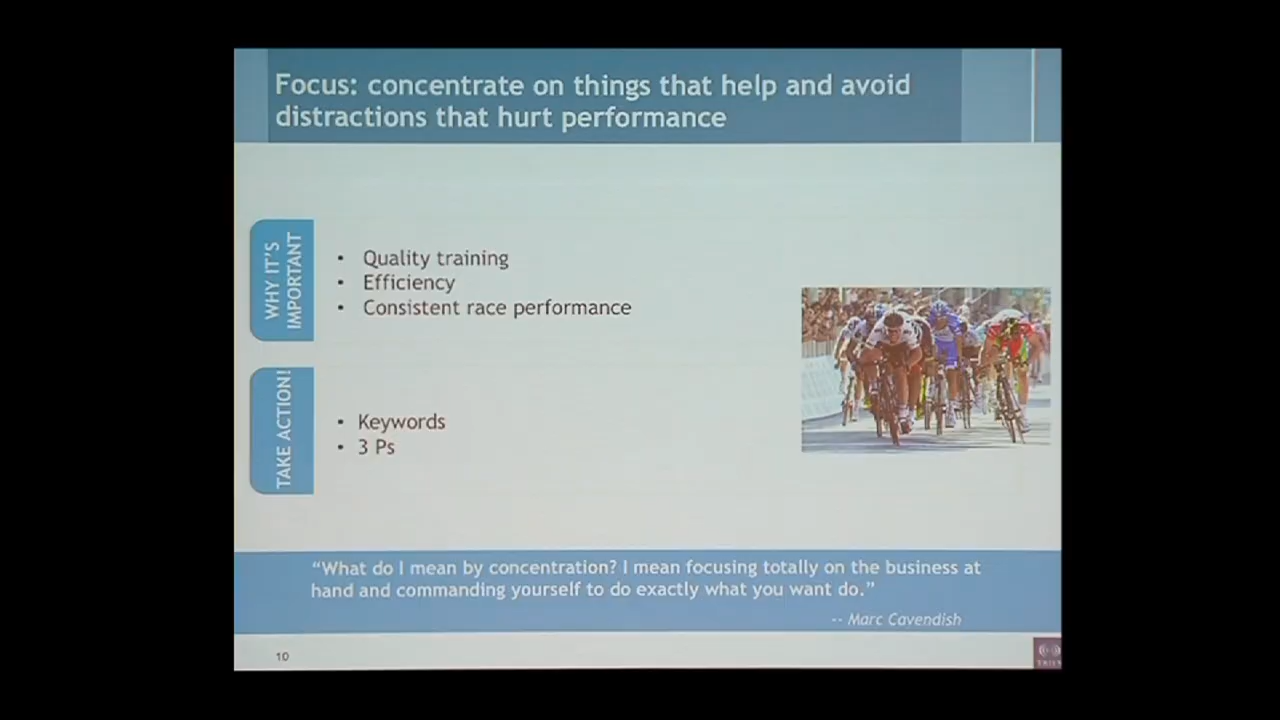 Focus: concentrate on things that help and avoid
distractions that hurt performance
WHY IT'S
IMPORTANT
• Quality training
• Efficiency
• Consistent race performance
TAKE ACTION!
• Keywords
• 3 Ps
“What do I mean by concentration? I mean focusing totally on the business at
hand and commanding yourself to do exactly what you want do.”
-- Marc Cavendish
10